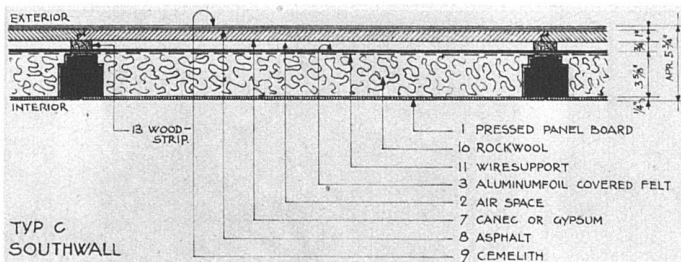 EXTERIOR
INTERIOR
13 WOOD-
STRIP.
1 PRESSED PANEL BOARD
10 ROCKWOOL
11 WIRESUPPORT
3 ALUMINUMFOIL COVERED FELT
2 AIR SPACE
7 CANEC OR GYPSUM
8 ASPHALT
9 CEMELITH
TYP C
SOUTHWALL
1"
3/4"
3 5/8"
1/4"
APR. 5 3/4"